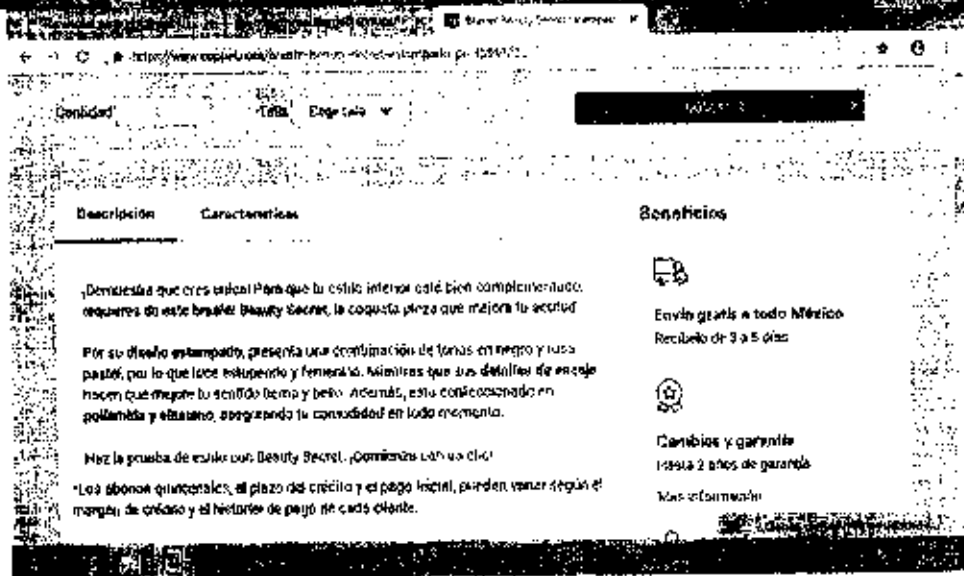 Cantidad
Talla Elige talla
Descripción Características
Beneficios
¡Demuestra que eres única! Para que tu estilo interior esté bien complementado,
requieres de este brasier Beauty Secret, la coqueta pieza que mejora tu actitud
Por su diseño estampado, presenta una combinación de tonos en negro y rosa
pastel, por lo que luce estupendo y femenino. Mientras que sus detalles de encaje
hacen que mejore tu sentido tierno y bello. Además, está confeccionado en
poliamida y elastano, asegurando tu comodidad en todo momento.
Haz la prueba de estilo con Beauty Secret. ¡Comienza con un clic!
*Los abonos quincenales, el plazo del crédito y el pago inicial, pueden variar según el
margen de crédito y el historial de pago de cada cliente.
Envío gratis a todo México
Recíbelo de 3 a 5 días
Cambios y garantía
Hasta 2 años de garantía
Más información